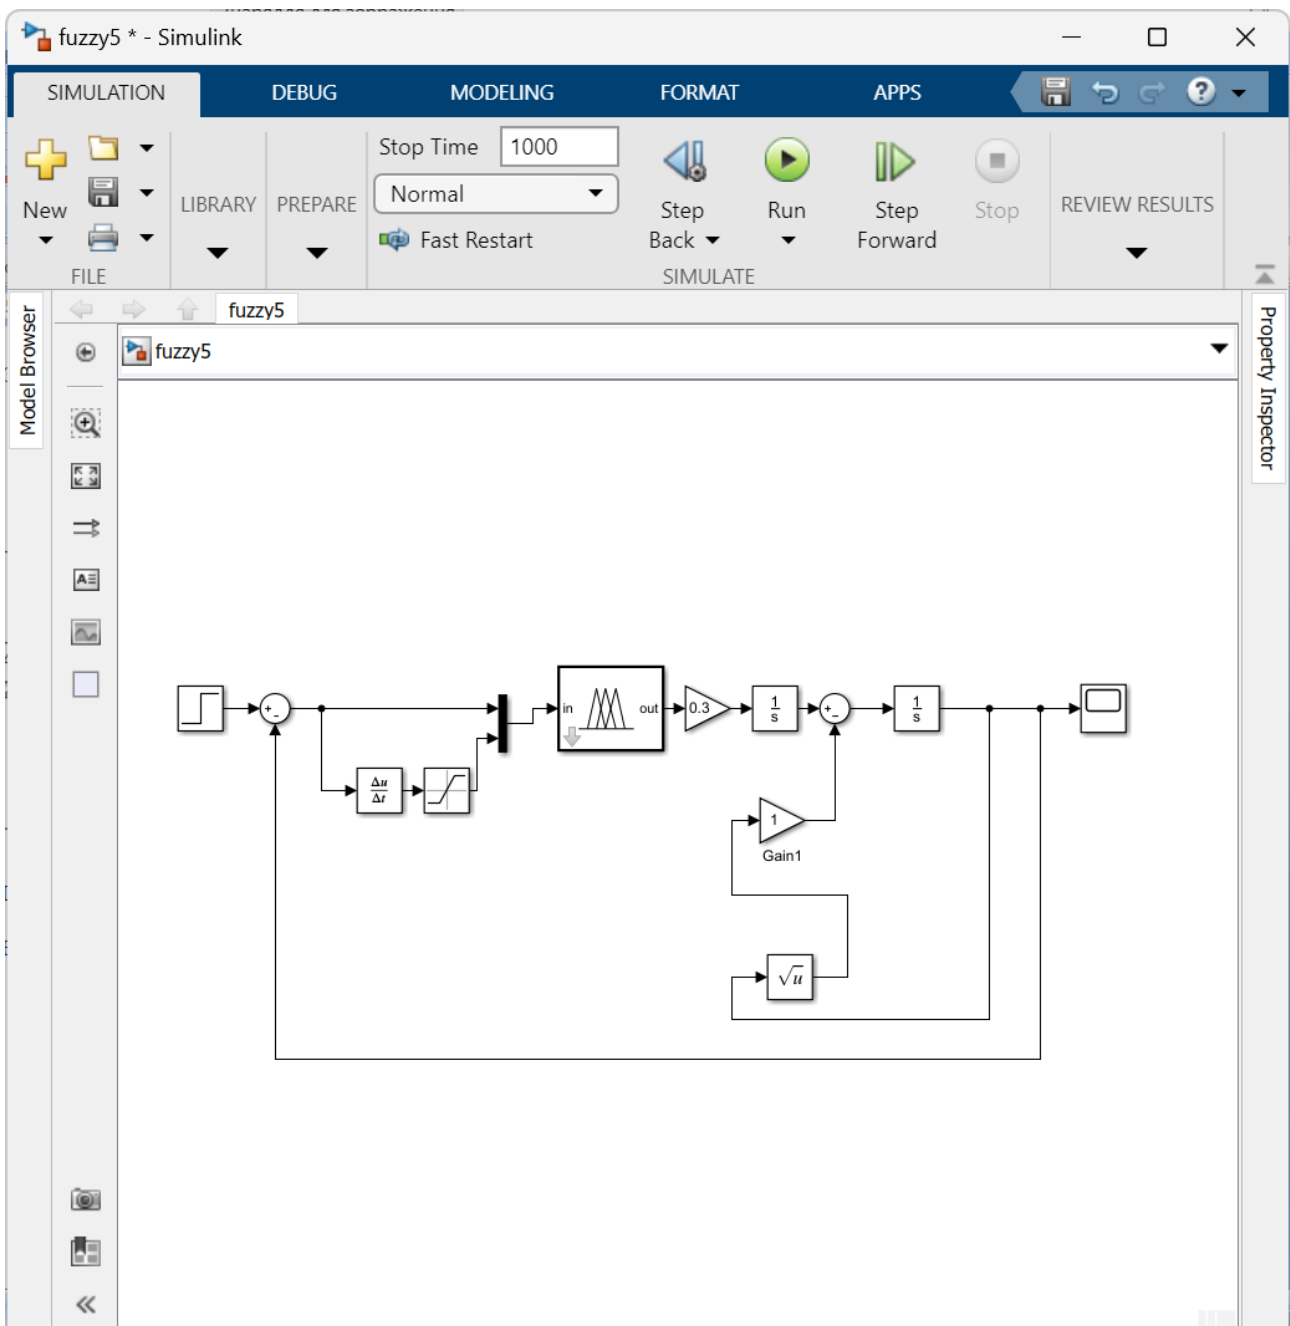 fuzzy5 * - Simulink
SIMULATION DEBUG MODELING FORMAT APPS
New
FILE
LIBRARY
PREPARE
Stop Time 1000
Normal
Fast Restart
Step Back
Run
Step Forward
Stop
SIMULATE
REVIEW RESULTS
Model Browser
Property Inspector
fuzzy5
fuzzy5
+ -
Δu
Δt
in
out
0.3
1
s
+ -
1
s
1
Gain1
√u